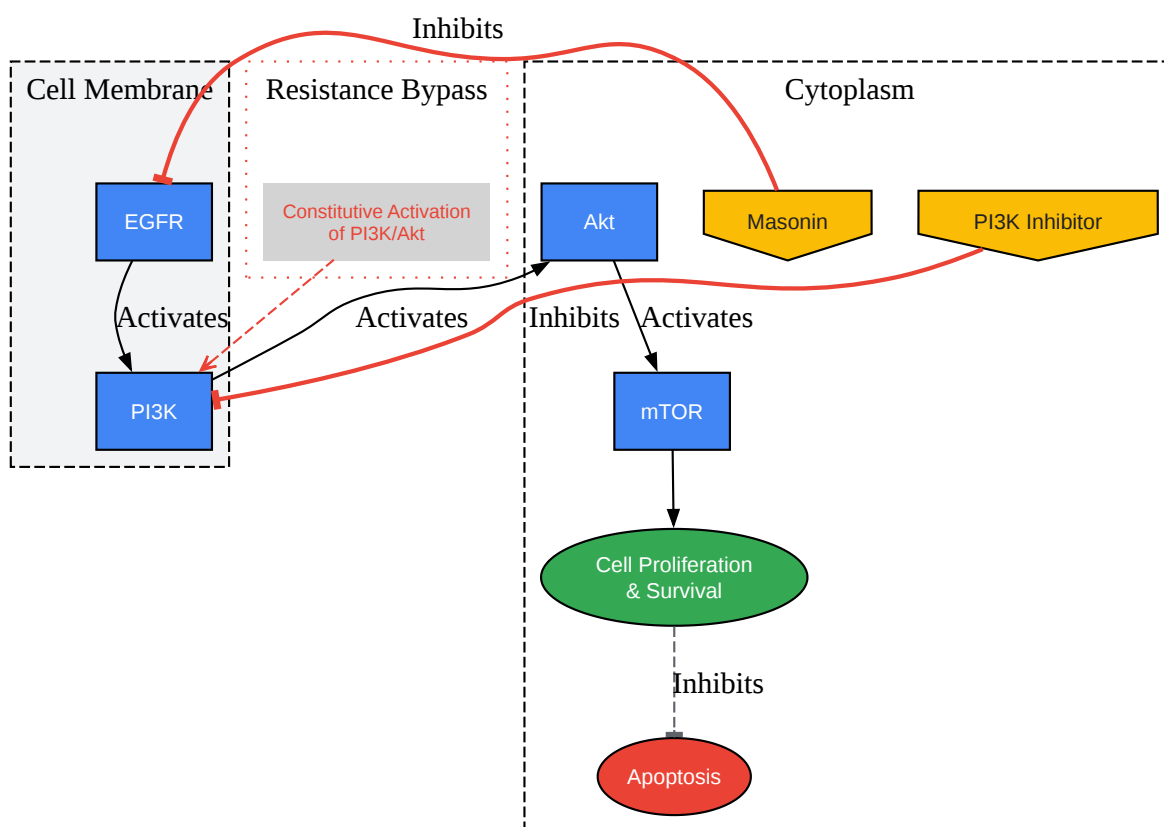 Inhibits
Cell Membrane
Resistance Bypass
Cytoplasm
EGFR
Constitutive Activation
of PI3K/Akt
Akt
Masonin
PI3K Inhibitor
Activates
Activates
Inhibits
Activates
PI3K
mTOR
Cell Proliferation
& Survival
Inhibits
Apoptosis